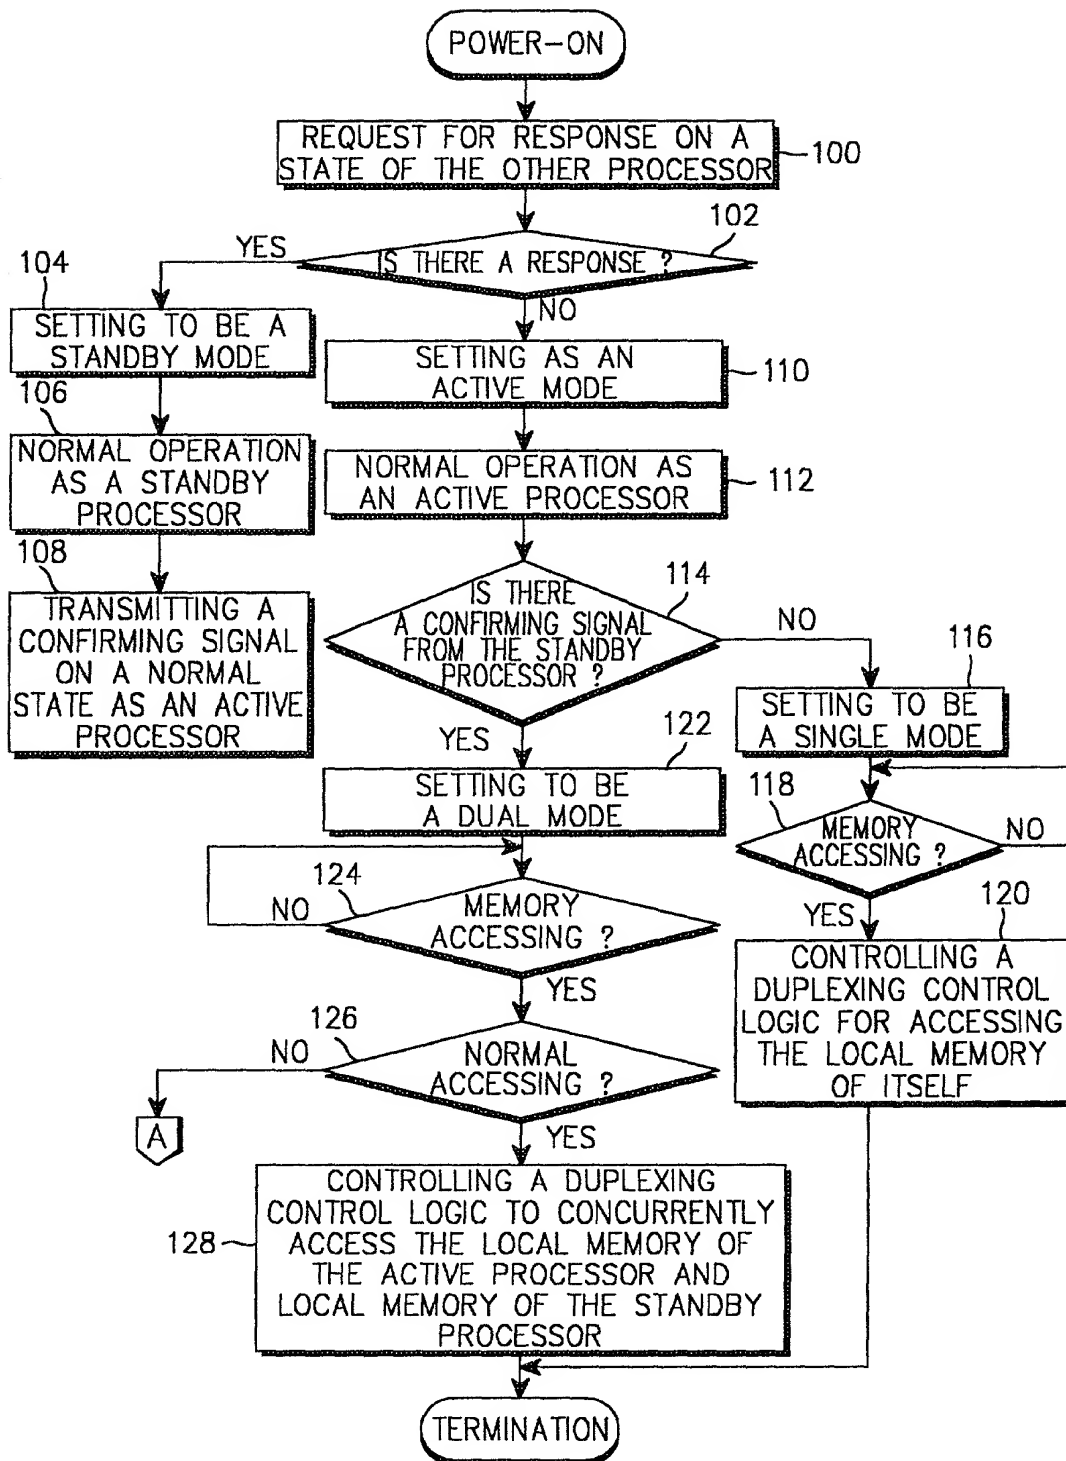 POWER-ON
REQUEST FOR RESPONSE ON A
STATE OF THE OTHER PROCESSOR
100
102
IS THERE A RESPONSE ?
YES
NO
104
SETTING TO BE A
STANDBY MODE
106
NORMAL OPERATION
AS A STANDBY
PROCESSOR
108
TRANSMITTING A
CONFIRMING SIGNAL
ON A NORMAL
STATE AS AN ACTIVE
PROCESSOR
SETTING AS AN
ACTIVE MODE
110
NORMAL OPERATION AS
AN ACTIVE PROCESSOR
112
IS THERE
A CONFIRMING SIGNAL
FROM THE STANDBY
PROCESSOR ?
114
NO
YES
116
SETTING TO BE
A SINGLE MODE
118
MEMORY
ACCESSING ?
NO
YES
120
CONTROLLING A
DUPLEXING CONTROL
LOGIC FOR ACCESSING
THE LOCAL MEMORY
OF ITSELF
122
SETTING TO BE
A DUAL MODE
124
MEMORY
ACCESSING ?
NO
YES
126
NORMAL
ACCESSING ?
NO
A
YES
CONTROLLING A DUPLEXING
CONTROL LOGIC TO CONCURRENTLY
ACCESS THE LOCAL MEMORY OF
THE ACTIVE PROCESSOR AND
LOCAL MEMORY OF THE STANDBY
PROCESSOR
128
TERMINATION